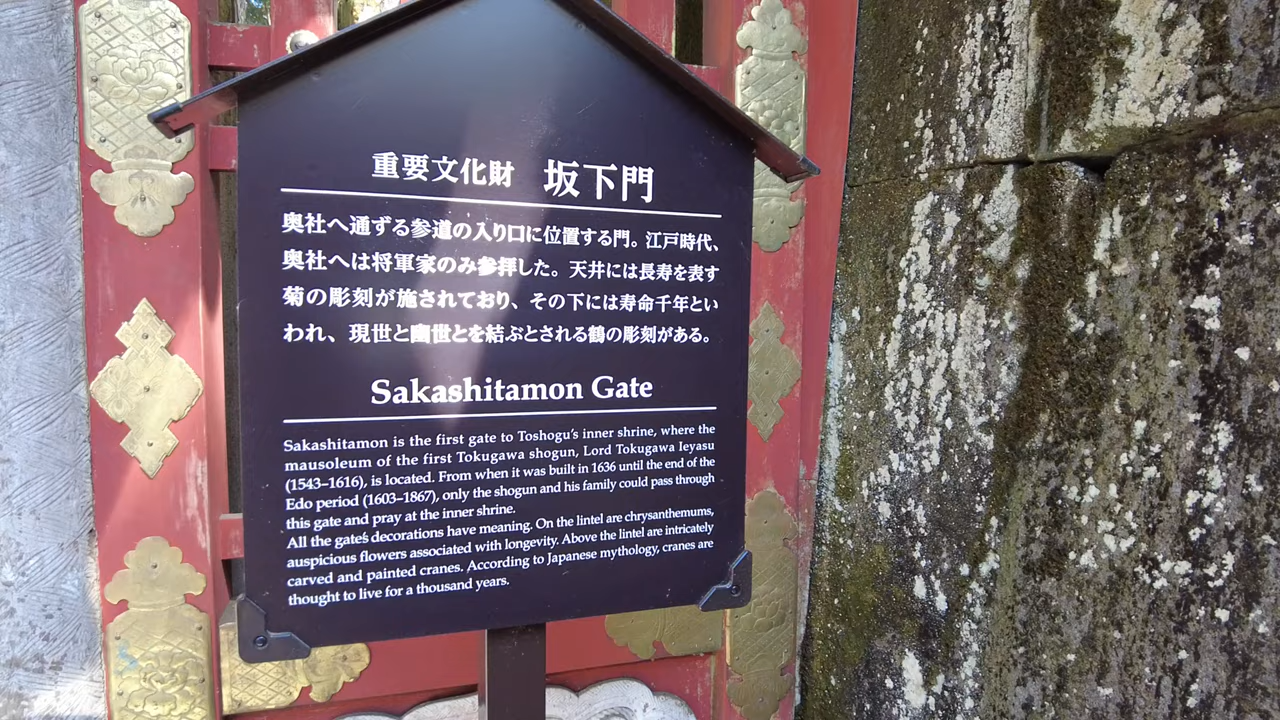 重要文化財 坂下門
奥社へ通ずる参道の入り口に位置する門。江戸時代、
奥社へは将軍家のみ参拝した。天井には長寿を表す
菊の彫刻が施されており、その下には寿命千年とい
われ、現世と幽世とを結ぶとされる鶴の彫刻がある。
Sakashitamon Gate
Sakashitamon is the first gate to Toshogu's inner shrine, where the
mausoleum of the first Tokugawa shogun, Lord Tokugawa Ieyasu
(1543–1616), is located. From when it was built in 1636 until the end of the
Edo period (1603–1867), only the shogun and his family could pass through
this gate and pray at the inner shrine.
All the gate's decorations have meaning. On the lintel are chrysanthemums,
auspicious flowers associated with longevity. Above the lintel are intricately
carved and painted cranes. According to Japanese mythology, cranes are
thought to live for a thousand years.